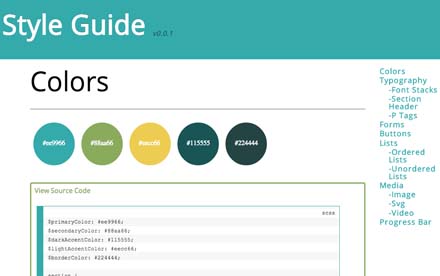 Style Guide v0.0.1
Colors
#ee9966
#88aa66
#eecc66
#115555
#224444
View Source Code
scss
$primaryColor: #ee9966;
$secondaryColor: #88aa66;
$darkAccentColor: #115555;
$lightAccentColor: #eecc66;
$borderColor: #224444;
section {
Colors
Typography
-Font Stacks
-Section
Header
-P Tags
Forms
Buttons
Lists
-Ordered
Lists
-Unordered
Lists
Media
-Image
-Svg
-Video
Progress Bar